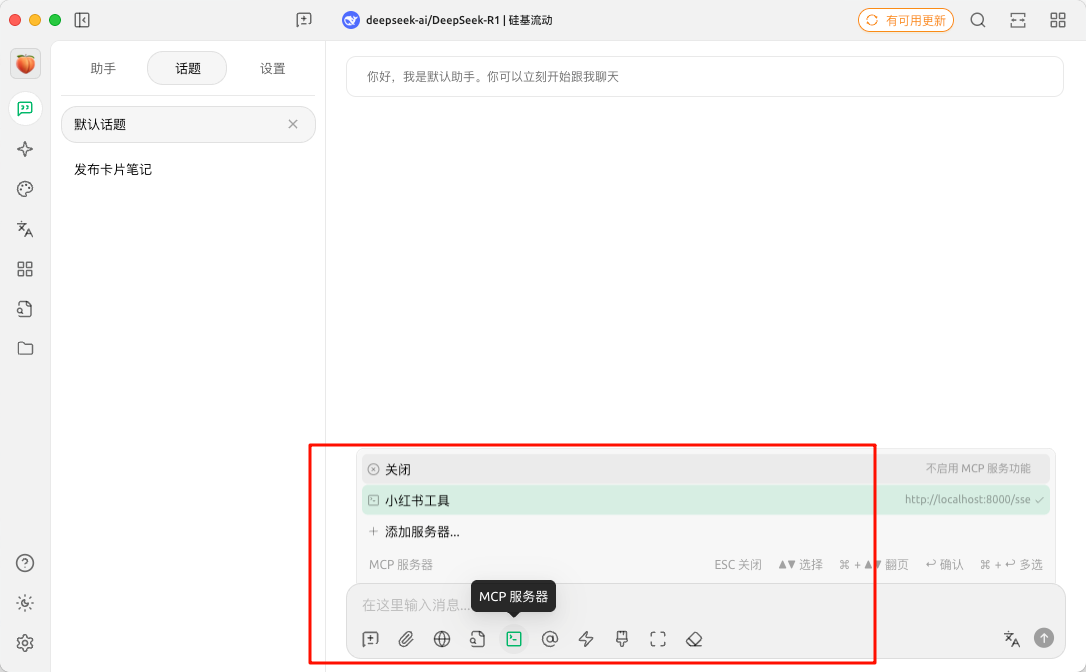 deepseek-ai/DeepSeek-R1 | 硅基流动
有可用更新
助手
话题
设置
默认话题
发布卡片笔记
你好，我是默认助手。你可以立刻开始跟我聊天
关闭
不启用 MCP 服务功能
小红书工具
http://localhost:8000/sse
添加服务器...
MCP 服务器
ESC 关闭
▲▼ 选择
⌘ + ▲▼ 翻页
↩ 确认
⌘ + ↩ 多选
在这里输入消息...
MCP 服务器